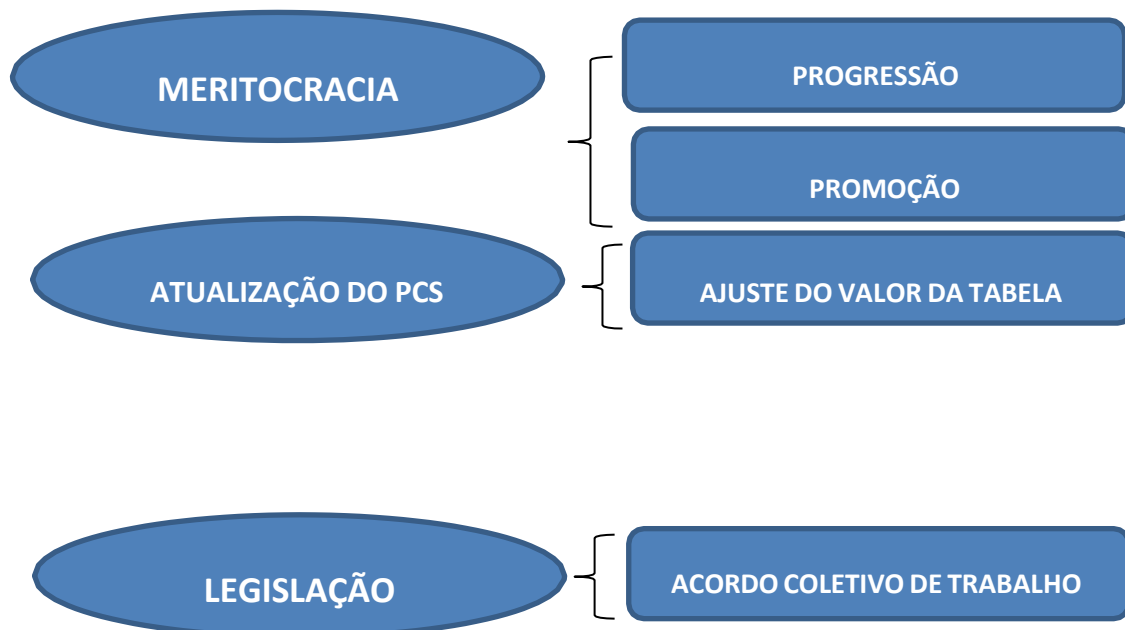 MERITOCRACIA
PROGRESSÃO
PROMOÇÃO
ATUALIZAÇÃO DO PCS
AJUSTE DO VALOR DA TABELA
LEGISLAÇÃO
ACORDO COLETIVO DE TRABALHO